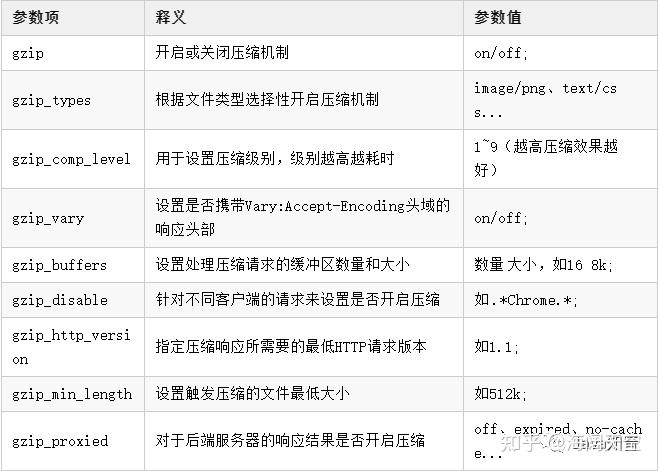 参数项 释义 参数值
gzip 开启或关闭压缩机制 on/off;
gzip_types 根据文件类型选择性开启压缩机制 image/png、text/cs
s...
gzip_comp_level 用于设置压缩级别，级别越高越耗时 1~9（越高压缩效果越
好）
gzip_vary 设置是否携带Vary:Accept-Encoding头域的
响应头部 on/off;
gzip_buffers 设置处理压缩请求的缓冲区数量和大小 数量 大小，如16 8k;
gzip_disable 针对不同客户端的请求来设置是否开启压缩 如.*Chrome.*;
gzip_http_versi
on 指定压缩响应所需要的最低HTTP请求版本 如1.1;
gzip_min_length 设置触发压缩的文件最低大小 如512k;
gzip_proxied 对于后端服务器的响应结果是否开启压缩 off、expired、no-cach
e...
知乎